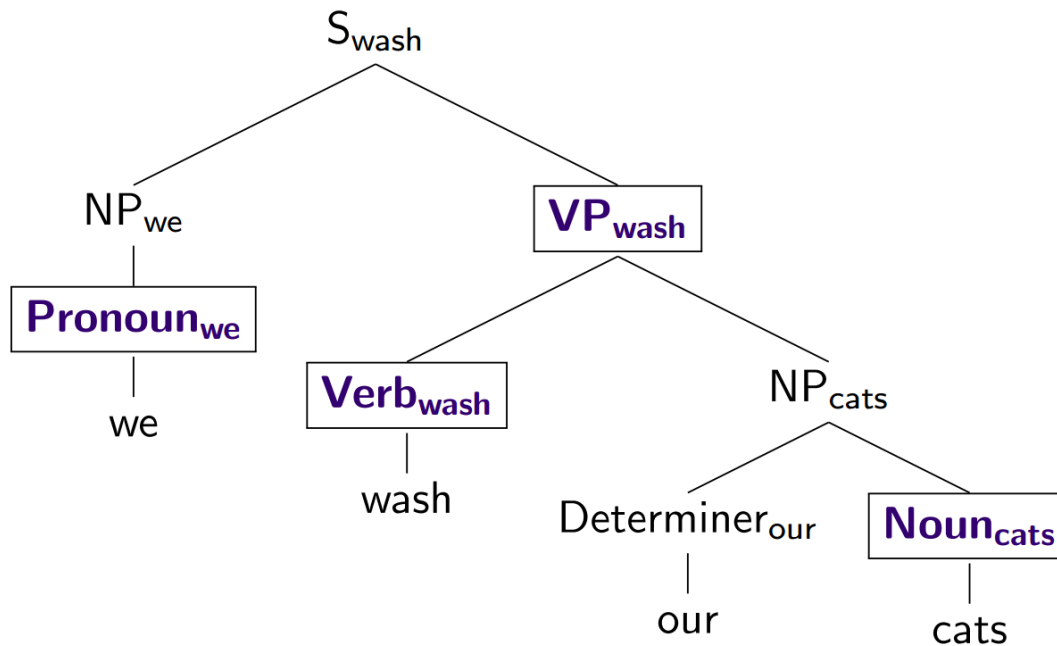 Swash
NPwe
VPwash
Pronounwe
we
Verbwash
wash
NPcats
Determinerour
our
Nouncats
cats